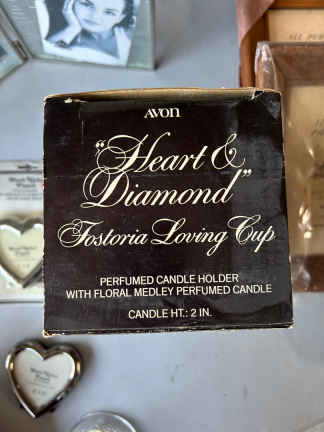 AVON
"Heart &
Diamond"
Fostoria Loving Cup
PERFUMED CANDLE HOLDER
WITH FLORAL MEDLEY PERFUMED CANDLE
CANDLE HT.: 2 IN.